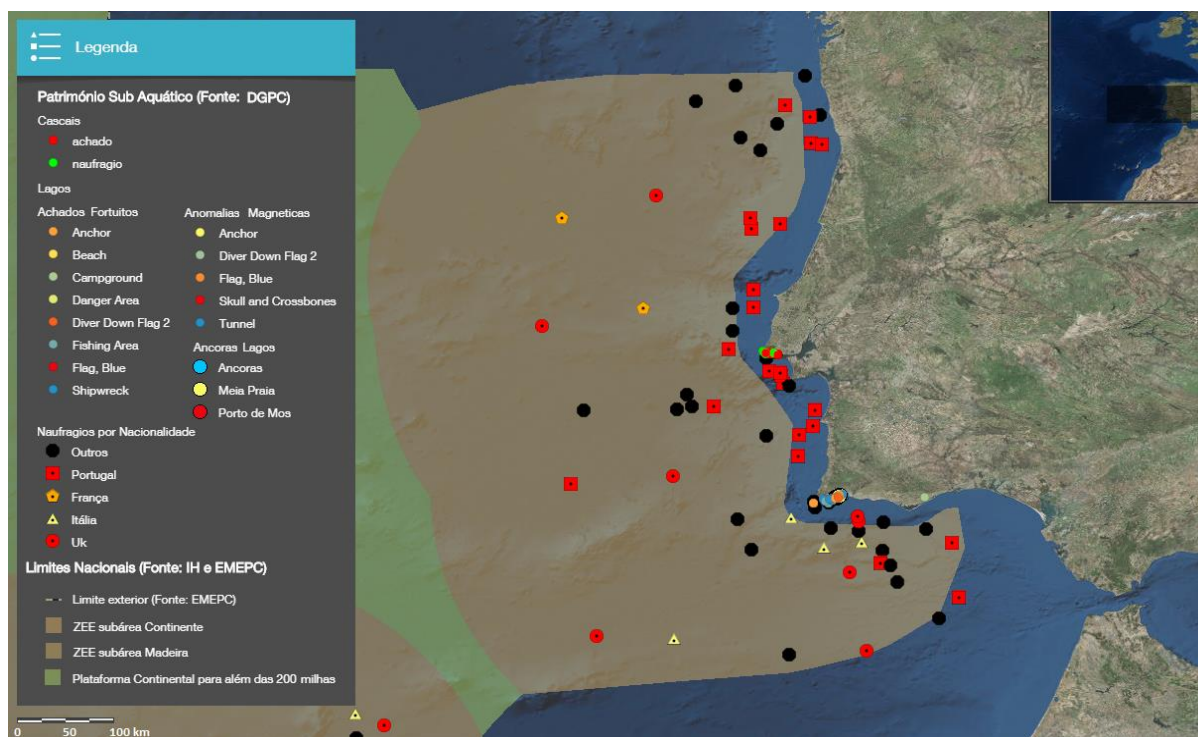 Legenda
Património Sub Aquático (Fonte: DGPC)
Cascais
achado
naufragio
Lagos
Achados Fortuitos
Anchor
Beach
Campground
Danger Area
Diver Down Flag 2
Fishing Area
Flag, Blue
Shipwreck
Anomalias Magneticas
Anchor
Diver Down Flag 2
Flag, Blue
Skull and Crossbones
Tunnel
Ancoras Lagos
Ancoras
Meia Praia
Porto de Mos
Naufragios por Nacionalidade
Outros
Portugal
França
Itália
Uk
Limites Nacionais (Fonte: IH e EMEPC)
Limite exterior (Fonte: EMEPC)
ZEE subárea Continente
ZEE subárea Madeira
Plataforma Continental para além das 200 milhas
0 50 100 km